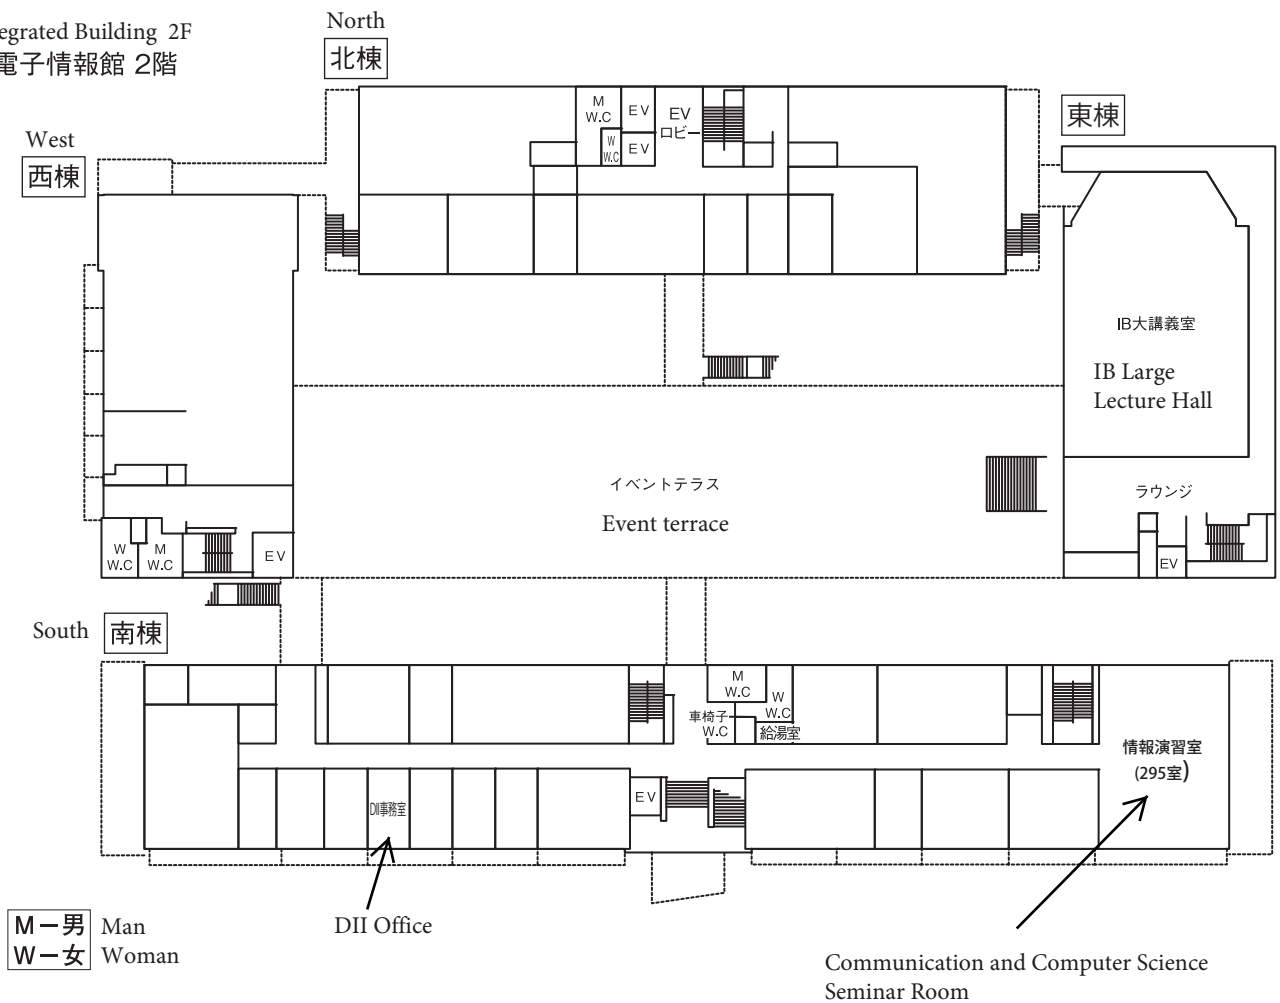 egrated Building 2F
電子情報館 2階
North
北棟
West
西棟
東棟
M
W.C
W
W.C
EV
EV
EV
ロビー
IB大講義室
IB Large
Lecture Hall
イベントテラス
Event terrace
ラウンジ
W
W.C
M
W.C
EV
EV
South
南棟
M
W.C
W
W.C
車椅子
W.C
給湯室
情報演習室
(295室)
DII事務室
EV
DII Office
M－男 Man
W－女 Woman
Communication and Computer Science
Seminar Room